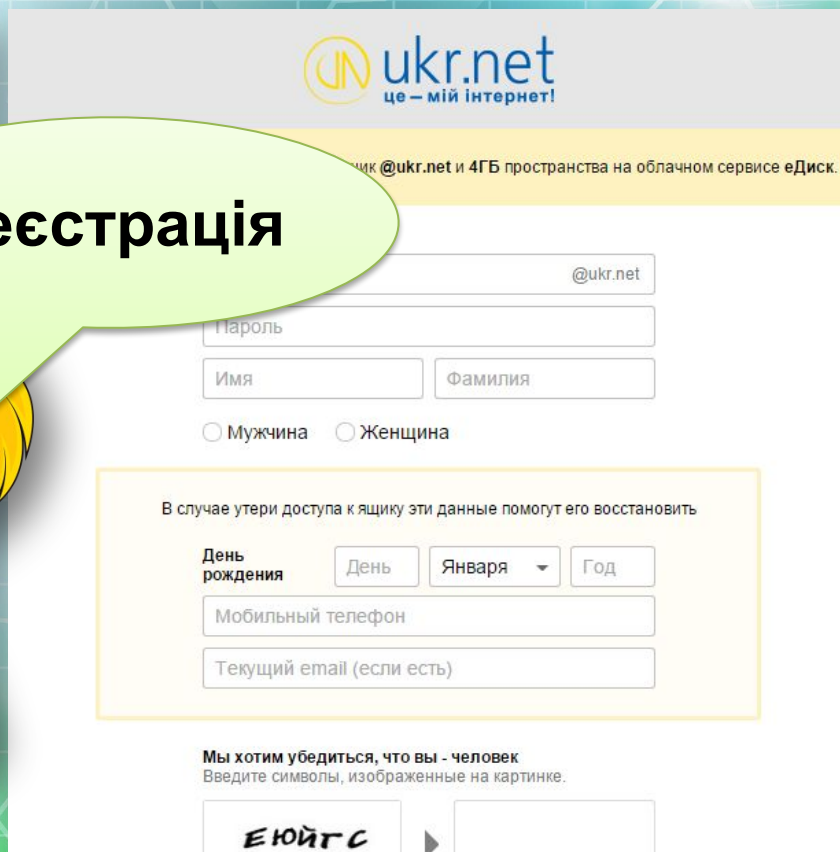 ukr.net
це – мій інтернет!
@ukr.net и 4ГБ пространства на облачном сервисе еДиск.
еєстрація
@ukr.net
Пароль
Имя Фамилия
Мужчина Женщина
В случае утери доступа к ящику эти данные помогут его восстановить
День
рождения День Января Год
Мобильный телефон
Текущий email (если есть)
Мы хотим убедиться, что вы - человек
Введите символы, изображенные на картинке.
ЕЮЙГС